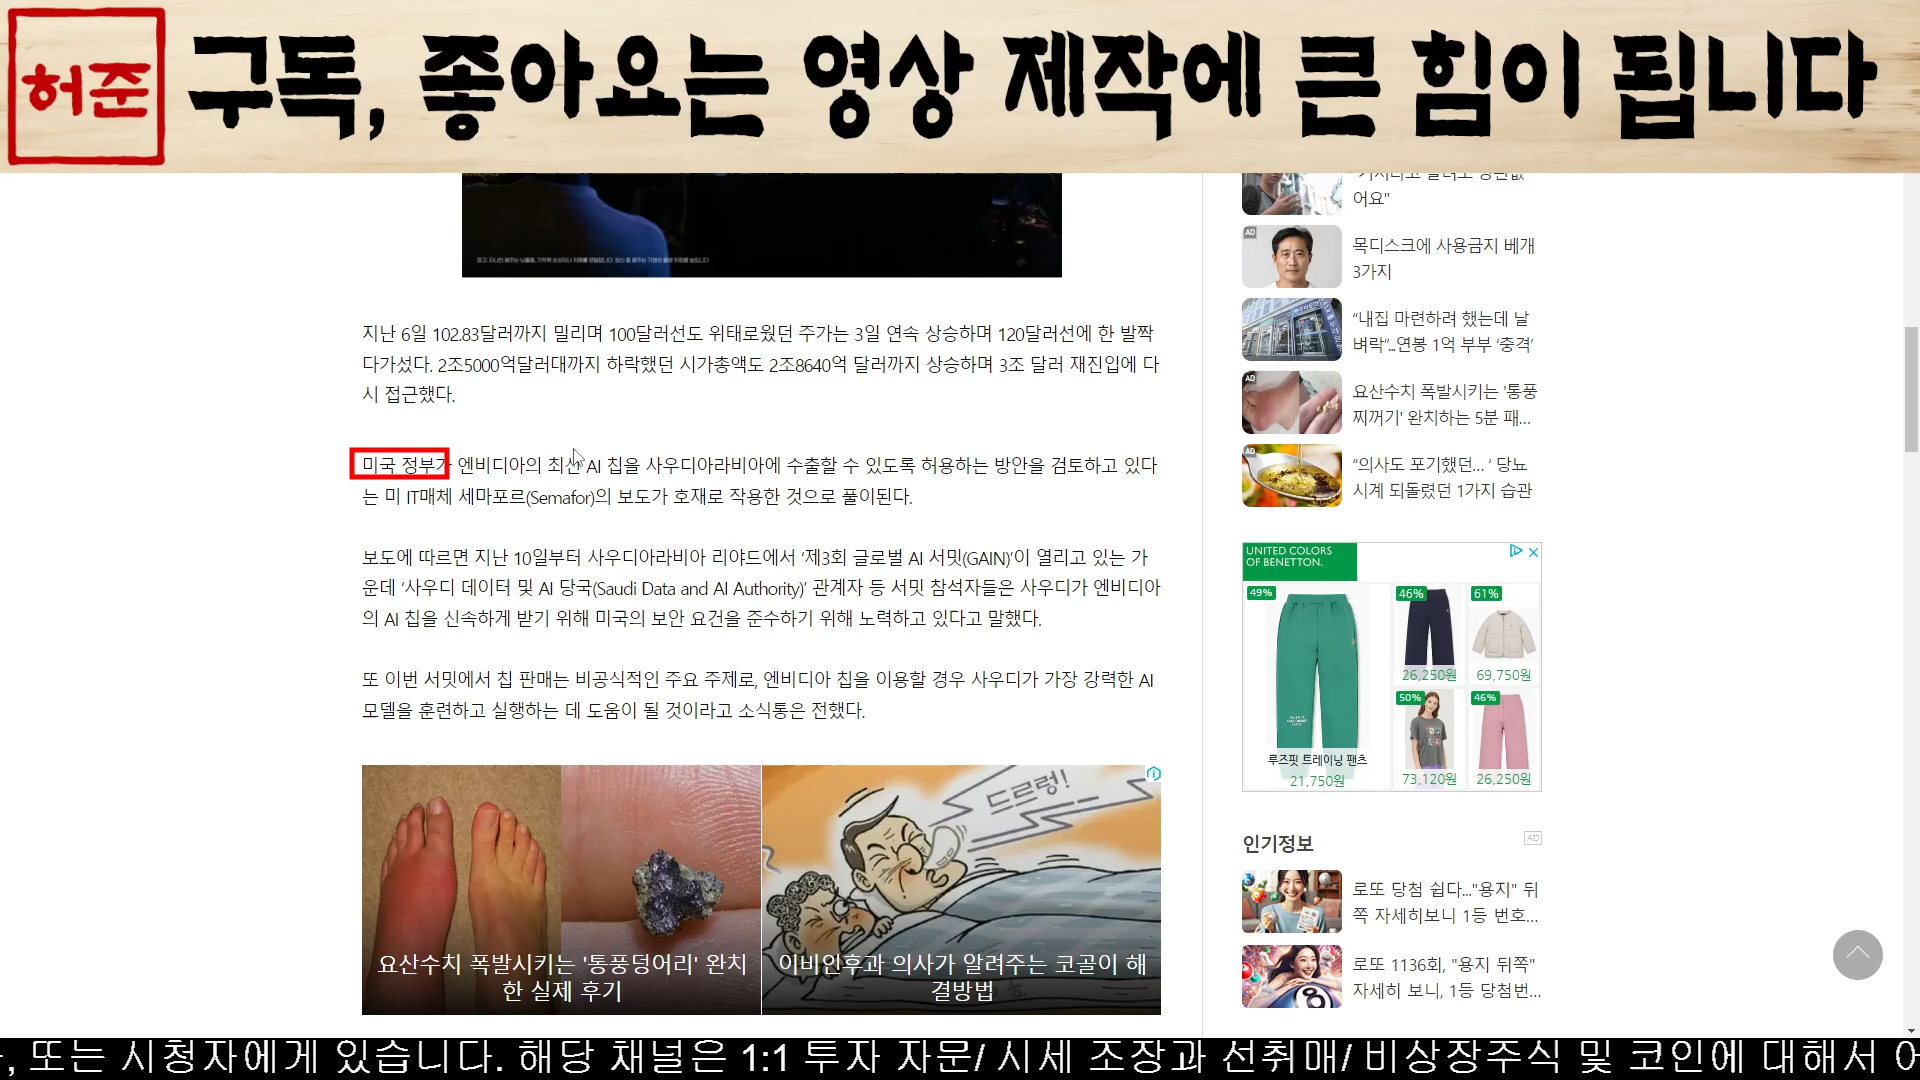 허준
구독, 좋아요는 영상 제작에 큰 힘이 됩니다
지난 6일 102.83달러까지 밀리며 100달러선도 위태로웠던 주가는 3일 연속 상승하며 120달러선에 한 발짝
다가섰다. 2조5000억달러대까지 하락했던 시가총액도 2조8640억 달러까지 상승하며 3조 달러 재진입에 다
시 접근했다.
미국 정부가 엔비디아의 최신 AI 칩을 사우디아라비아에 수출할 수 있도록 허용하는 방안을 검토하고 있다
는 미 IT매체 세마포르(Semafor)의 보도가 호재로 작용한 것으로 풀이된다.
보도에 따르면 지난 10일부터 사우디아라비아 리야드에서 ‘제3회 글로벌 AI 서밋(GAIN)’이 열리고 있는 가
운데 ‘사우디 데이터 및 AI 당국(Saudi Data and AI Authority)’ 관계자 등 서밋 참석자들은 사우디가 엔비디아
의 AI 칩을 신속하게 받기 위해 미국의 보안 요건을 준수하기 위해 노력하고 있다고 말했다.
또 이번 서밋에서 칩 판매는 비공식적인 주요 주제로, 엔비디아 칩을 이용할 경우 사우디가 가장 강력한 AI
모델을 훈련하고 실행하는 데 도움이 될 것이라고 소식통은 전했다.
요산수치 폭발시키는 '통풍덩어리' 완치
한 실제 후기
드르렁!
이비인후과 의사가 알려주는 코골이 해
결방법
어요"
AD
목디스크에 사용금지 베개
3가지
“내집 마련하려 했는데 날
벼락”…연봉 1억 부부 ‘충격’
AD
요산수치 폭발시키는 '통풍
찌꺼기' 완치하는 5분 패...
AD
“의사도 포기했던... ‘ 당뇨
시계 되돌렸던 1가지 습관
UNITED COLORS
OF BENETTON.
49%
46%
61%
26,250원
69,750원
50%
46%
루즈핏 트레이닝 팬츠
21,750원
73,120원
26,250원
인기정보
AD
로또 당첨 쉽다..."용지" 뒤
쪽 자세히보니 1등 번호...
로또 1136회, "용지 뒤쪽"
자세히 보니, 1등 당첨번...
, 또는 시청자에게 있습니다. 해당 채널은 1:1 투자 자문/ 시세 조장과 선취매/ 비상장주식 및 코인에 대해서